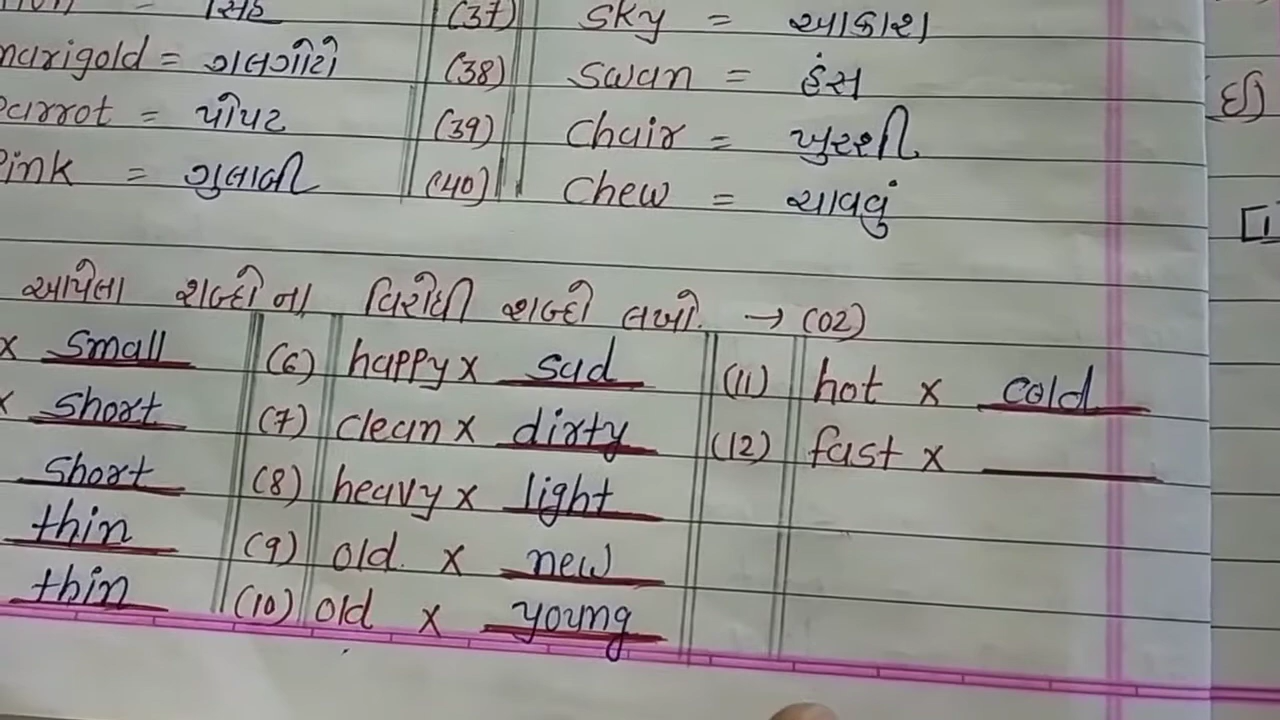 સિંહ (37) sky = આકાશ
marigold = ગલગોટો (38) swan = હંસ
parrot = પોપટ (39) chair = ખુરશી
pink = ગુલાબી (40) chew = ચાવવું
આપેલા શબ્દોના વિરોધી શબ્દો લખો. → (02)
x small (6) happy x sad (11) hot x cold
x short (7) clean x dirty (12) fast x
short (8) heavy x light
thin (9) old. x new
thin (10) old x young